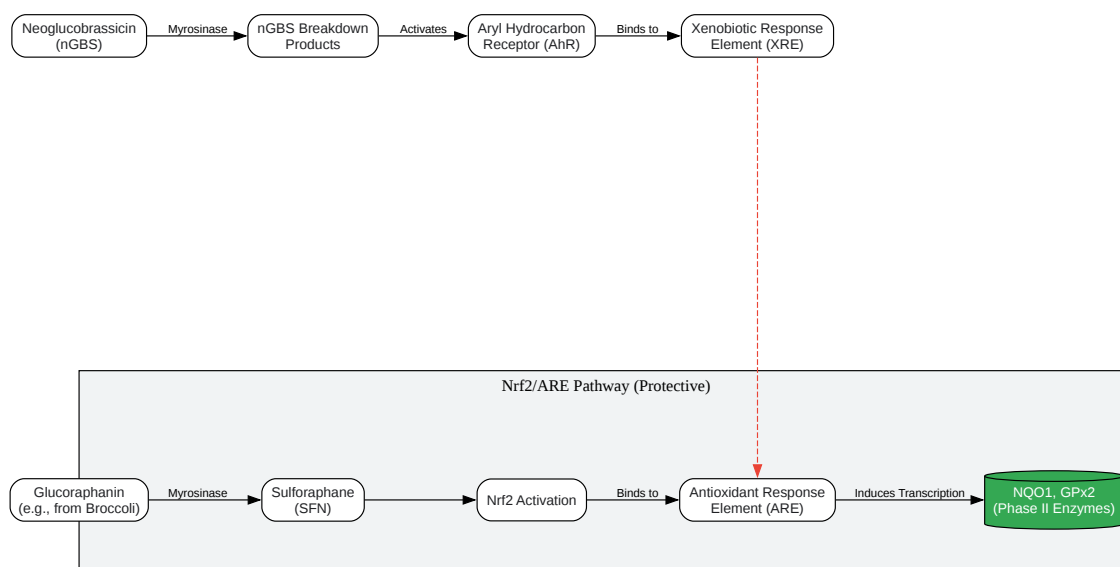 Neoglucobrassicin
(nGBS)
Myrosinase
nGBS Breakdown
Products
Activates
Aryl Hydrocarbon
Receptor (AhR)
Binds to
Xenobiotic Response
Element (XRE)
Nrf2/ARE Pathway (Protective)
Glucoraphanin
(e.g., from Broccoli)
Myrosinase
Sulforaphane
(SFN)
Nrf2 Activation
Binds to
Antioxidant Response
Element (ARE)
Induces Transcription
NQO1, GPx2
(Phase II Enzymes)